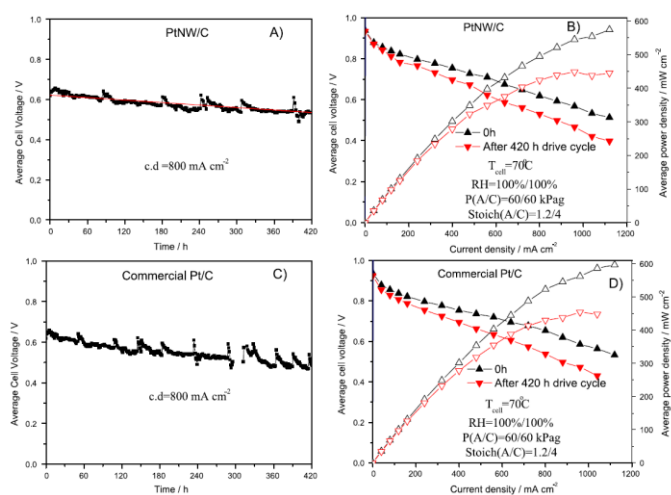 PtNW/C
A)
Average Cell Voltage / V
1.0
0.8
0.6
0.4
0.2
0.0
c.d =800 mA cm-2
0 60 120 180 240 300 360 420
Time / h
PtNW/C
B)
Average cell voltage / V
1.0
0.8
0.6
0.4
0.2
0.0
0h
After 420 h drive cycle
Tcell=70°C
RH=100%/100%
P(A/C)=60/60 kPag
Stoich(A/C)=1.2/4
0 200 400 600 800 1000 1200
Current density / mA cm-2
600
500
400
300
200
100
0
Average power density / mW cm-2
Commercial Pt/C
C)
Average Cell Voltage / V
1.0
0.8
0.6
0.4
0.2
0.0
c.d=800 mA cm-2
0 60 120 180 240 300 360 420
Time / h
Commercial Pt/C
D)
Average cell voltage / V
1.0
0.8
0.6
0.4
0.2
0.0
0h
After 420 h drive cycle
Tcell=70°C
RH=100%/100%
P(A/C)=60/60 kPag
Stoich(A/C)=1.2/4
0 200 400 600 800 1000 1200
Current density / mA cm-2
600
500
400
300
200
100
0
Average power density / mW cm-2